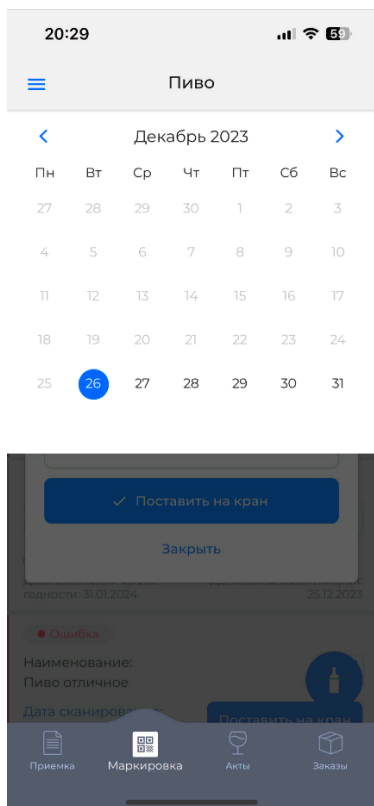 20:29
59
Пиво
Декабрь 2023
Пн Вт Ср Чт Пт Сб Вс
27 28 29 30 1 2 3
4 5 6 7 8 9 10
11 12 13 14 15 16 17
18 19 20 21 22 23 24
25 26 27 28 29 30 31
Поставить на кран
Закрыть
годности: 31.01.2024
25.12.2023
Ошибка
Наименование:
Пиво отличное
Дата сканирования:
Поставить на кран
Приемка Маркировка Акты Заказы